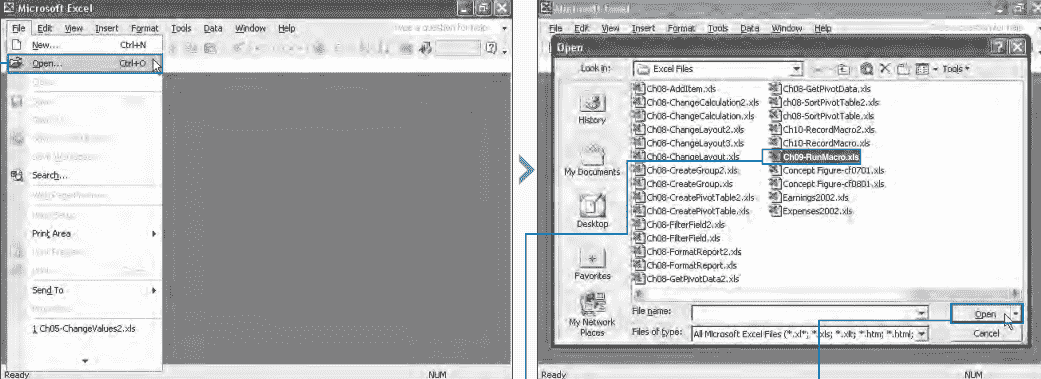 Microsoft Excel
File Edit View Insert Format Tools Data Window Help
New... Ctrl+N
Open... Ctrl+O
Search...
Print Area
Send To
1 Ch05-ChangeValues2.xls
Ready NUM
Microsoft Excel
File Edit View Insert Format Tools Data Window Help
Open
Look in: Excel Files Tools
History
My Documents
Desktop
Favorites
My Network Places
Ch08-AddItem.xls
Ch08-ChangeCalculation2.xls
Ch08-ChangeCalculation.xls
Ch08-ChangeLayout2.xls
Ch08-ChangeLayout3.xls
Ch08-ChangeLayout.xls
Ch08-CreateGroup2.xls
Ch08-CreateGroup.xls
Ch08-CreatePivotTable2.xls
Ch08-CreatePivotTable.xls
Ch08-FilterField2.xls
Ch08-FilterField.xls
Ch08-FormatReport2.xls
Ch08-FormatReport.xls
Ch08-GetPivotData2.xls
Ch08-GetPivotData.xls
ch08-SortPivotTable2.xls
ch08-SortPivotTable.xls
Ch10-RecordMacro2.xls
Ch10-RecordMacro.xls
Ch09-RunMacro.xls
Concept Figure-cf0701.xls
Concept Figure-cf0801.xls
Earnings2002.xls
Expenses2002.xls
File name: Open
Files of type: All Microsoft Excel Files (*.xl*; *.xls; *.xlt; *.htm; *.html; Cancel
Ready NUM